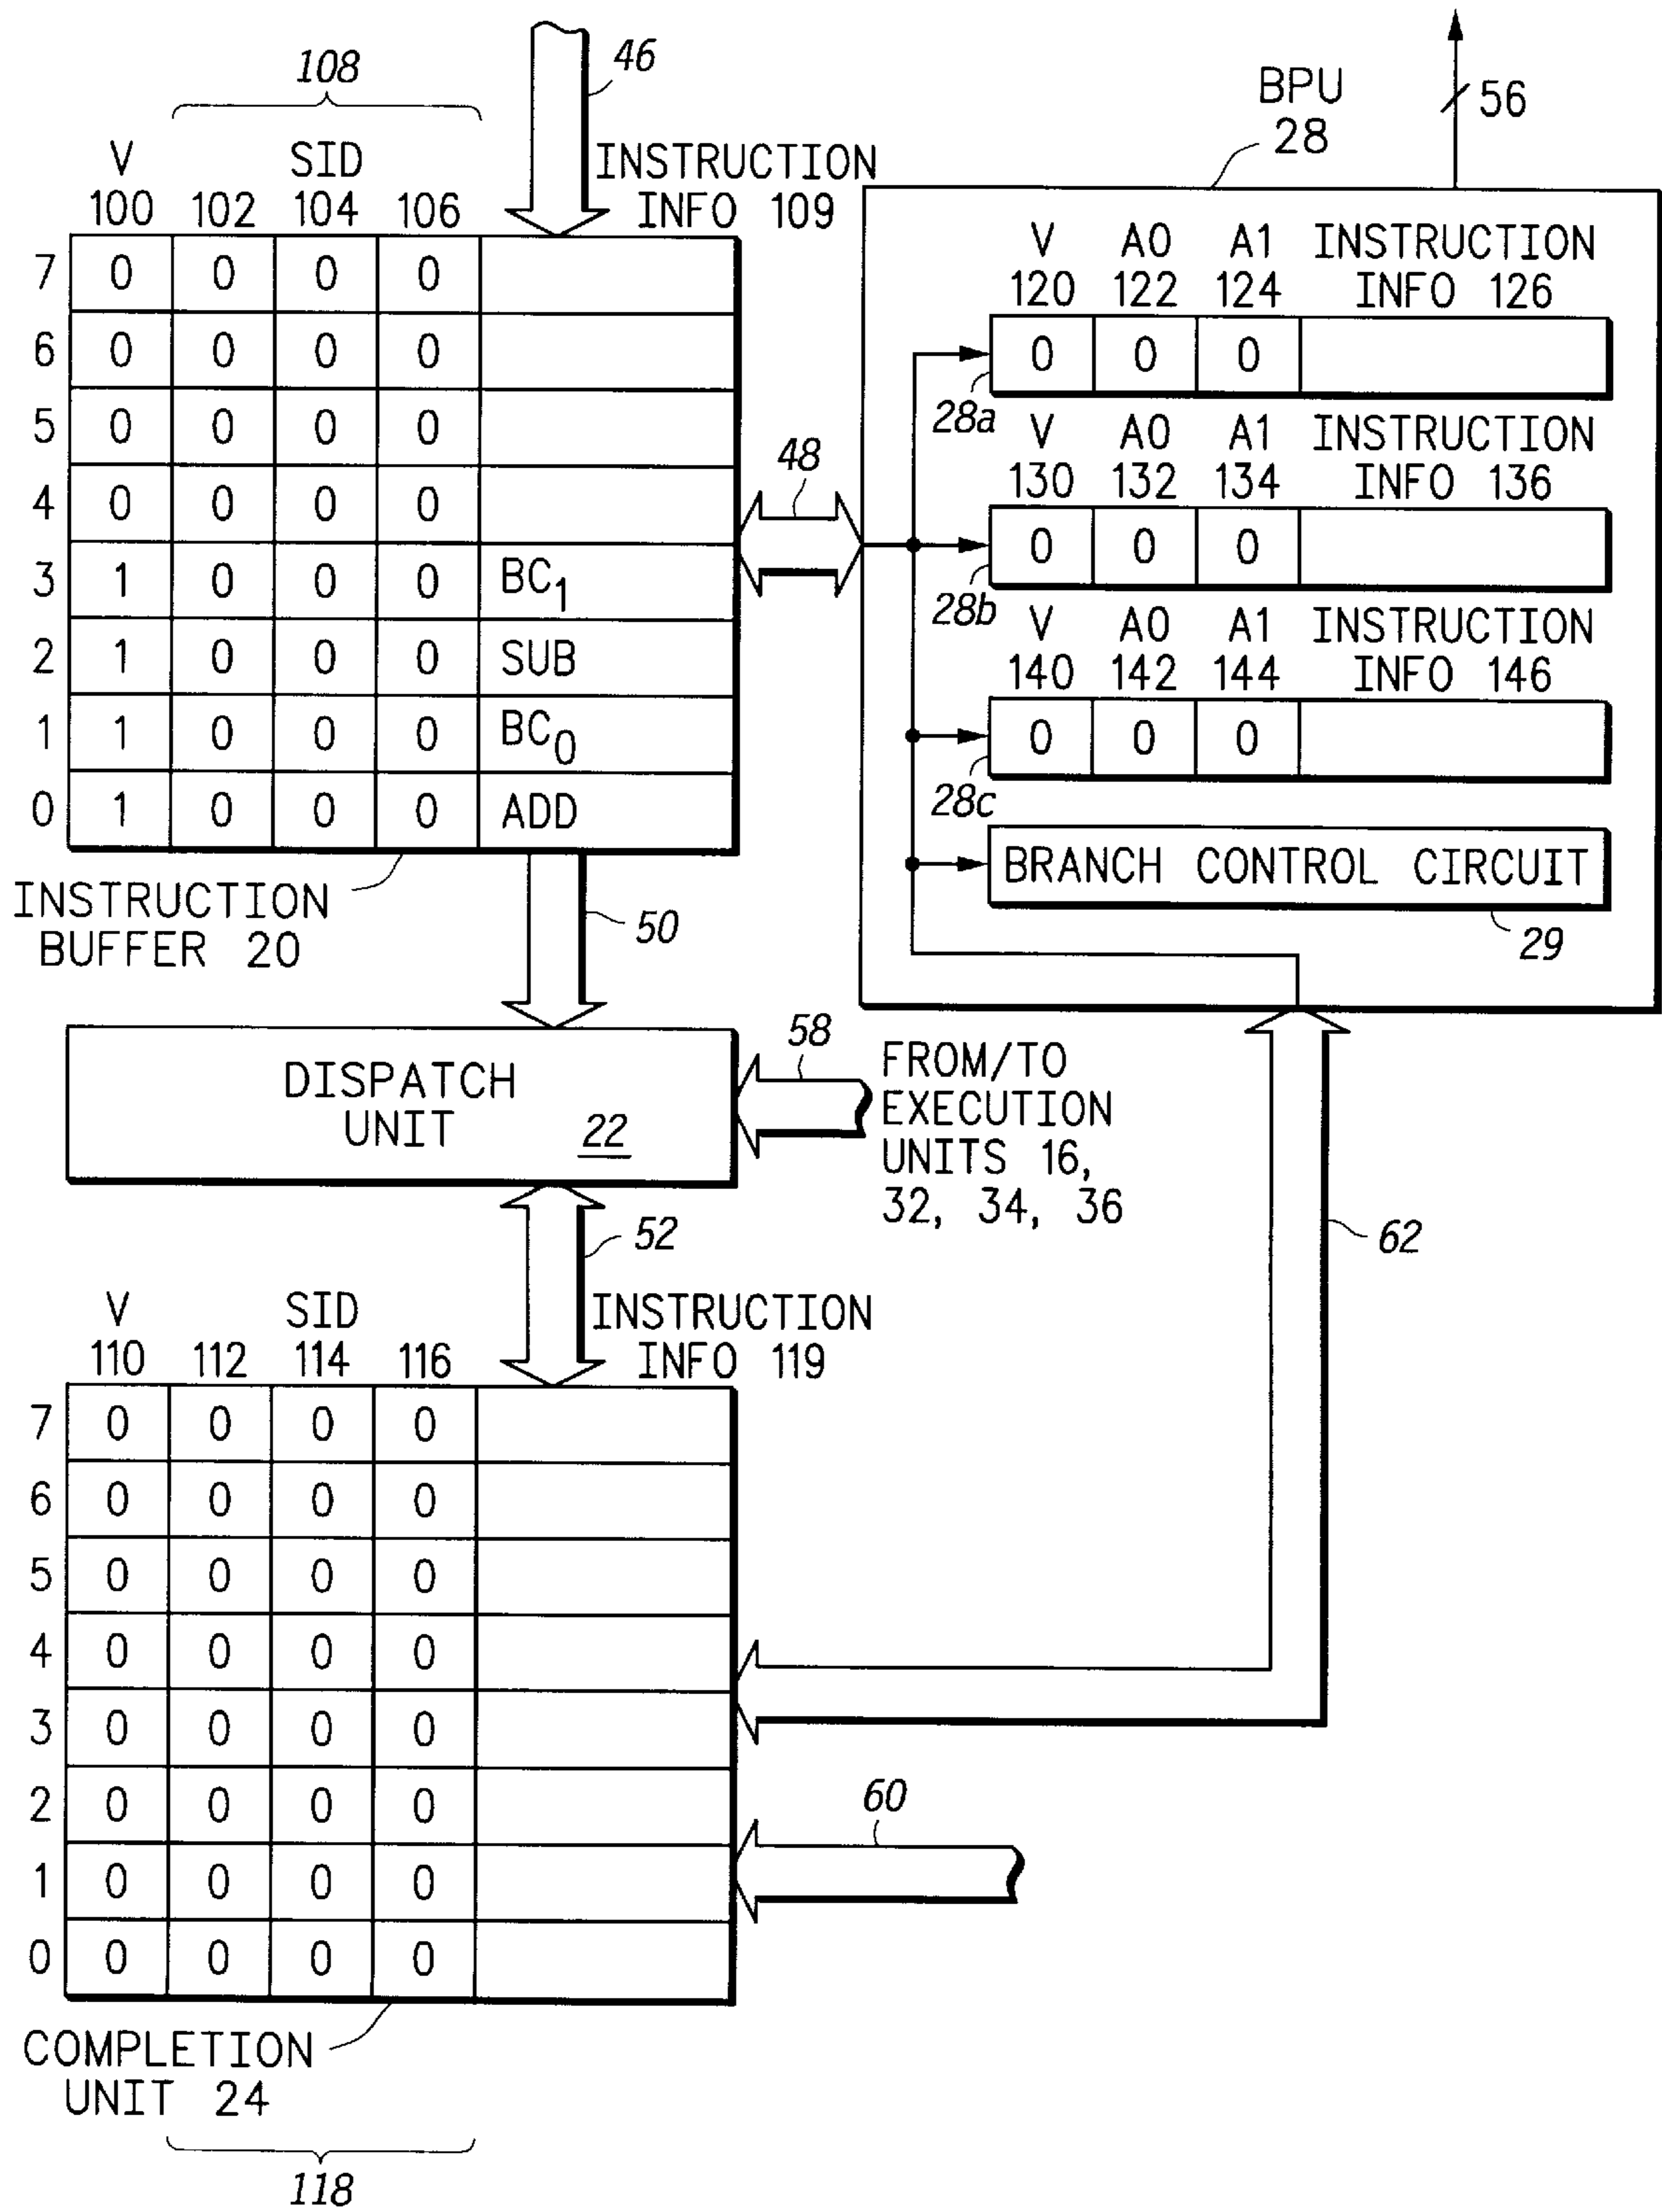 108
46
V SID INSTRUCTION
100 102 104 106 INFO 109
7 0 0 0 0
6 0 0 0 0
5 0 0 0 0
4 0 0 0 0
3 1 0 0 0 BC1
2 1 0 0 0 SUB
1 1 0 0 0 BC0
0 1 0 0 0 ADD
INSTRUCTION
BUFFER 20
50
48
BPU
28
56
V A0 A1 INSTRUCTION
120 122 124 INFO 126
0 0 0
28a
V A0 A1 INSTRUCTION
130 132 134 INFO 136
0 0 0
28b
V A0 A1 INSTRUCTION
140 142 144 INFO 146
0 0 0
28c
BRANCH CONTROL CIRCUIT
29
DISPATCH
UNIT 22
58
FROM/TO
EXECUTION
UNITS 16,
32, 34, 36
52
62
V SID INSTRUCTION
110 112 114 116 INFO 119
7 0 0 0 0
6 0 0 0 0
5 0 0 0 0
4 0 0 0 0
3 0 0 0 0
2 0 0 0 0
1 0 0 0 0
0 0 0 0 0
60
COMPLETION
UNIT 24
118